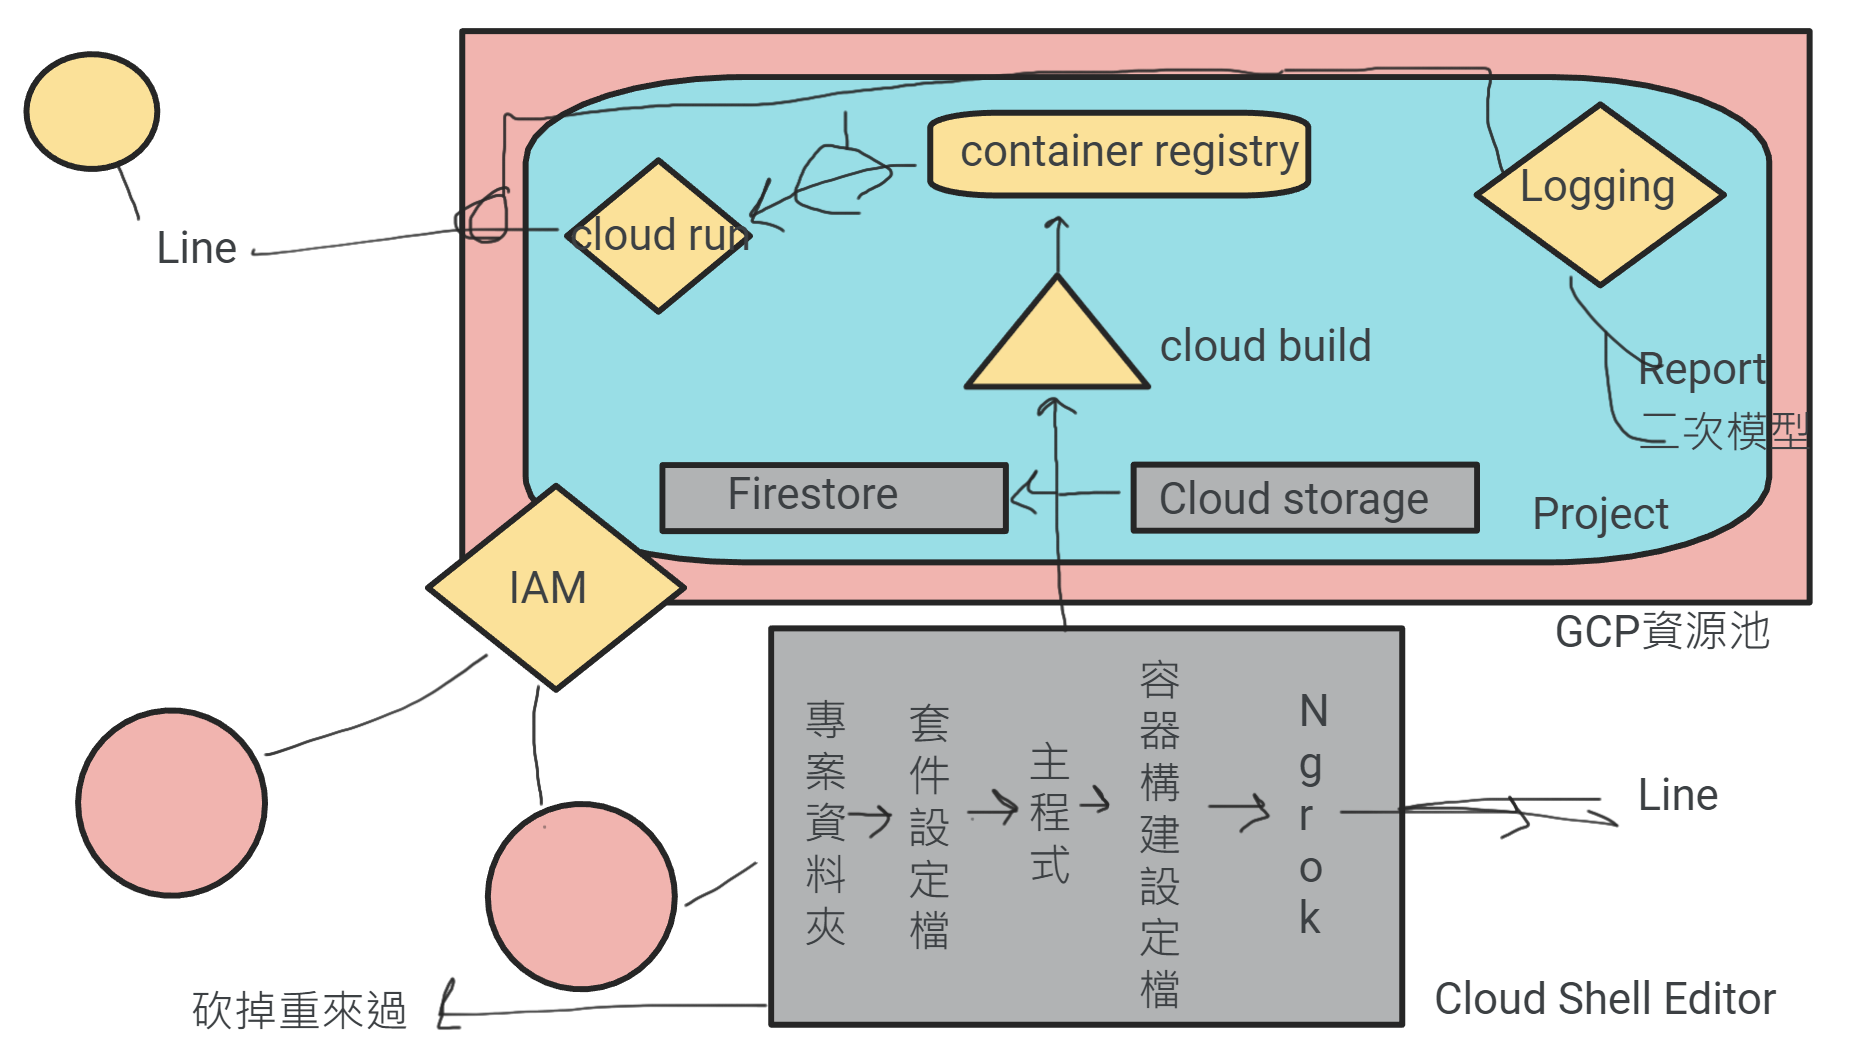 container registry
Logging
cloud run
Line
cloud build
Report
二次模型
Firestore
Cloud storage
Project
IAM
GCP資源池
專案資料夾
套件設定檔
主程式
容器構建設定檔
Ngrok
Line
砍掉重來過
Cloud Shell Editor